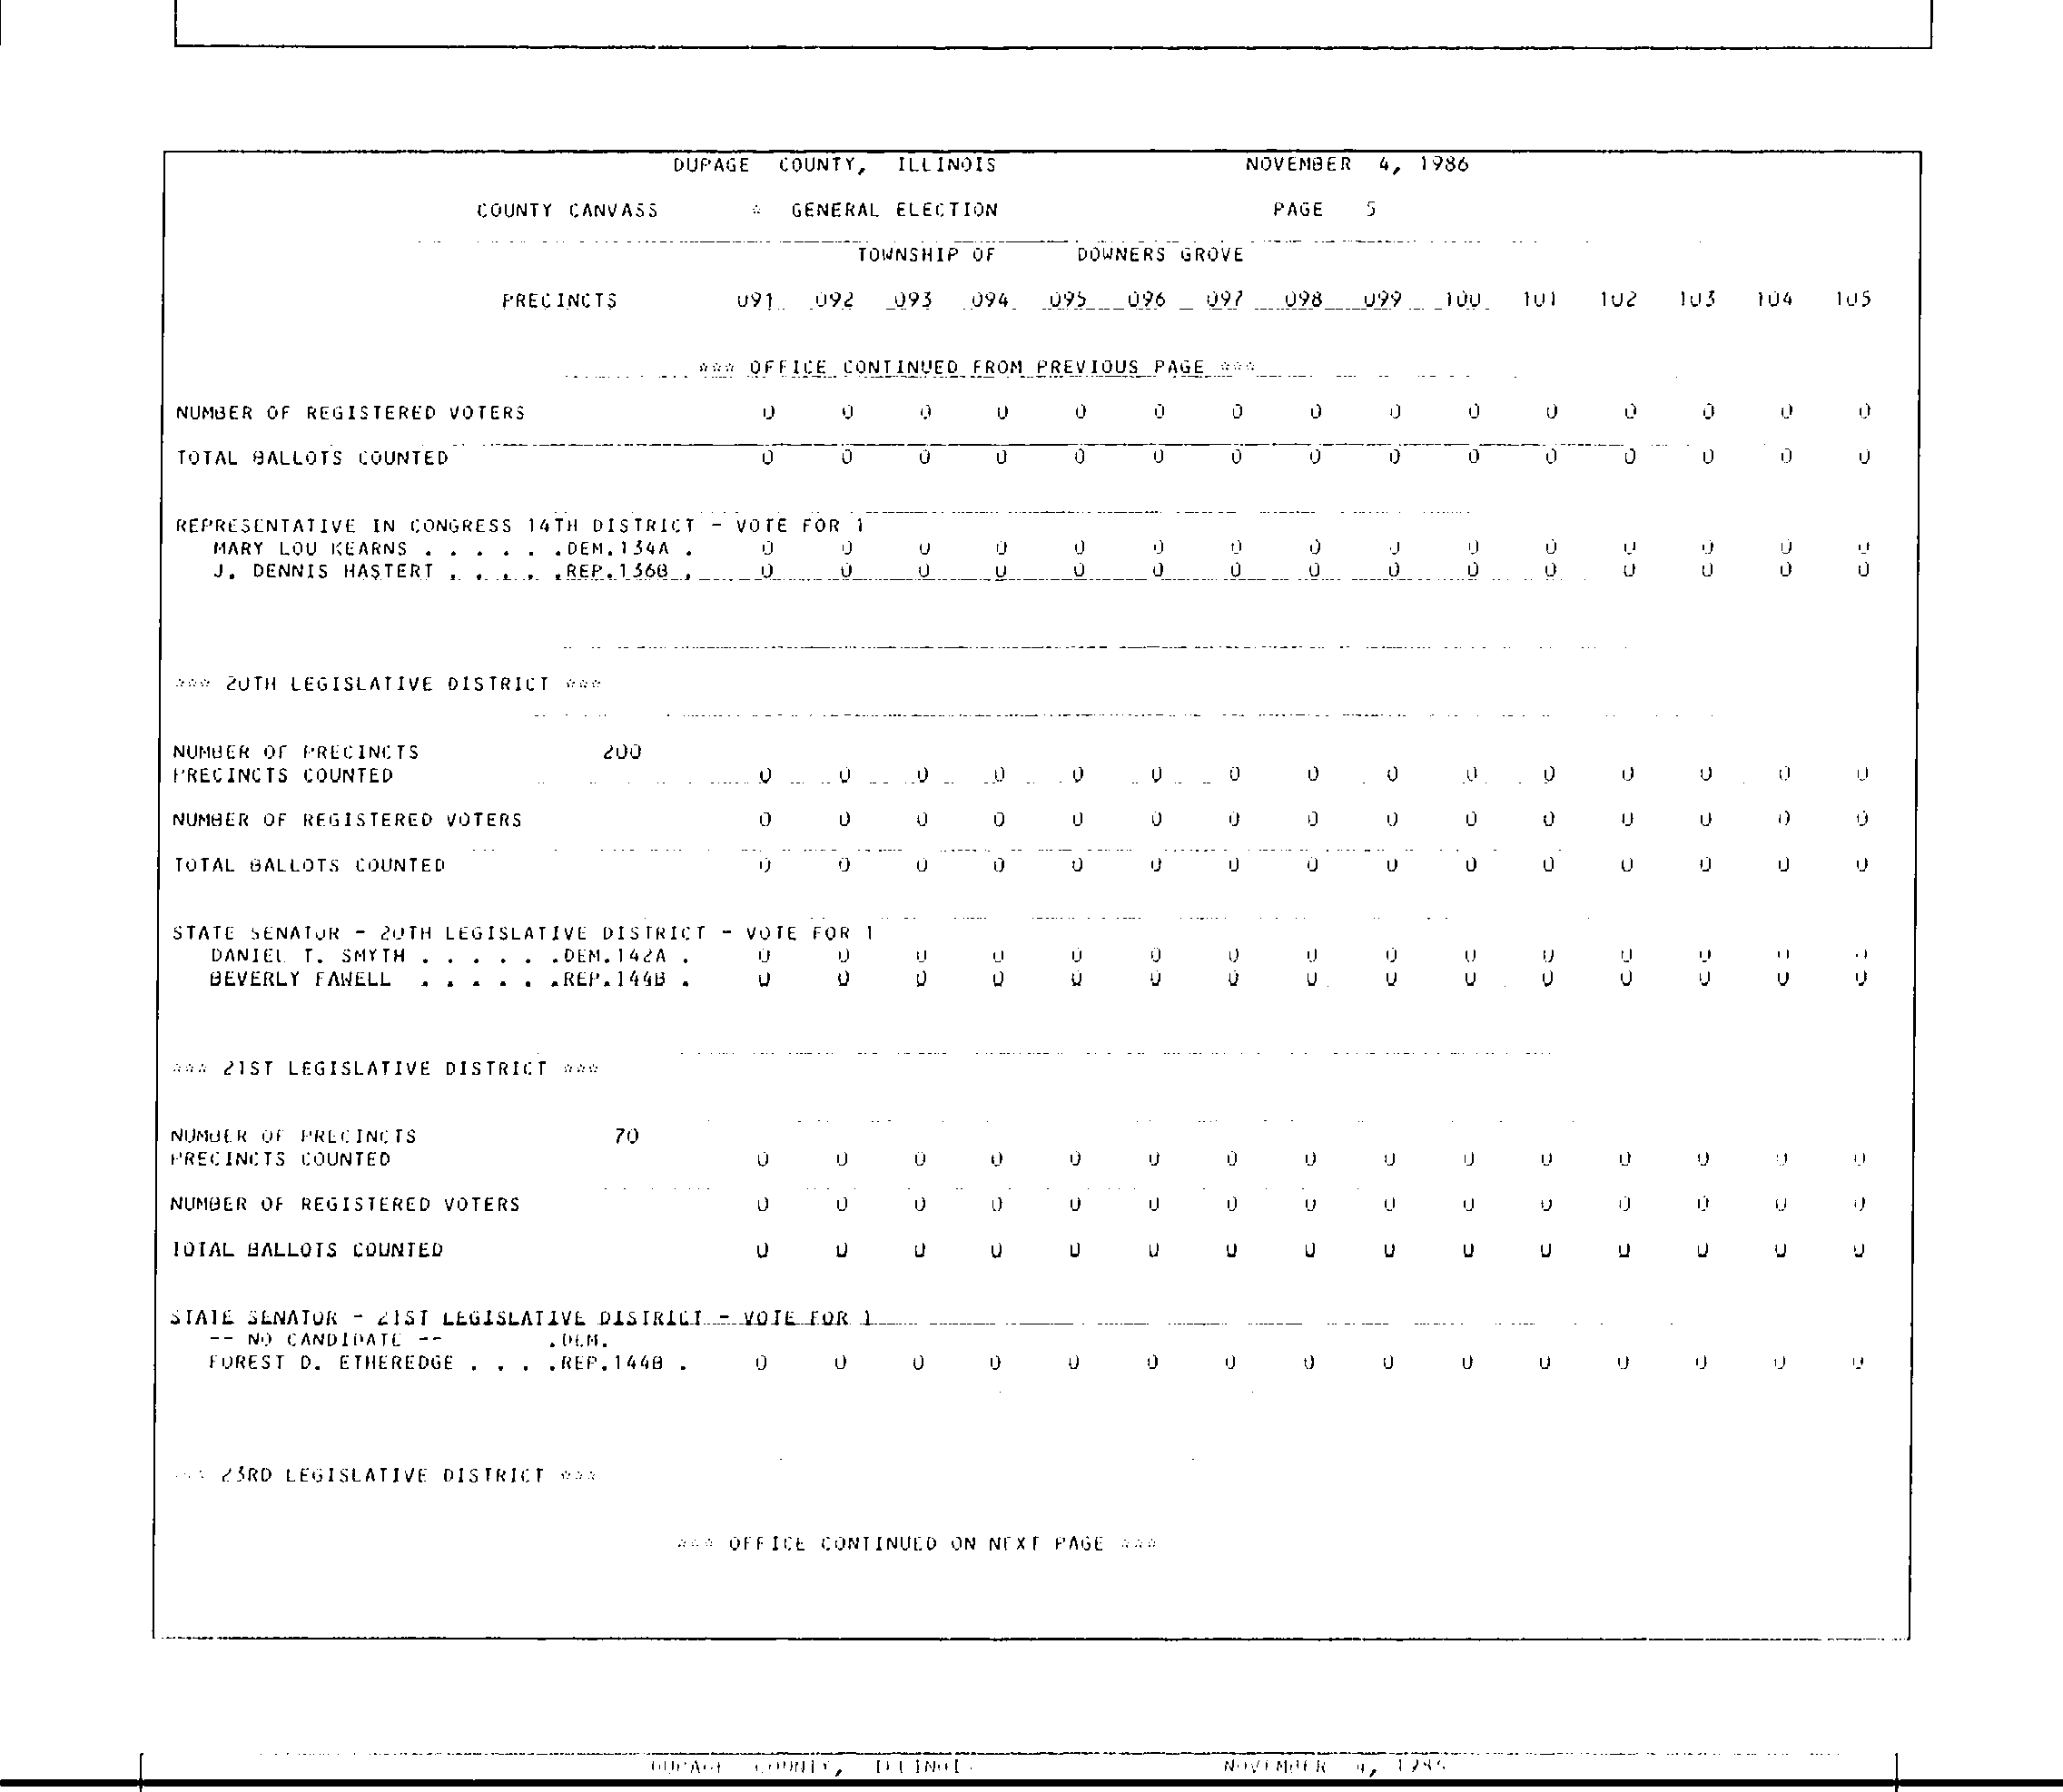 DUPAGE COUNTY, ILLINOIS NOVEMBER 4, 1986
COUNTY CANVASS * GENERAL ELECTION PAGE 5
TOWNSHIP OF DOWNERS GROVE
PRECINCTS 091 092 093 094 095 096 097 098 099 100 101 102 103 104 105
*** OFFICE CONTINUED FROM PREVIOUS PAGE ***
NUMBER OF REGISTERED VOTERS 0 0 0 0 0 0 0 0 0 0 0 0 0 0 0
TOTAL BALLOTS COUNTED 0 0 0 0 0 0 0 0 0 0 0 0 0 0 0
REPRESENTATIVE IN CONGRESS 14TH DISTRICT - VOTE FOR 1
MARY LOU KEARNS . . . . . .DEM.134A . 0 0 0 0 0 0 0 0 0 0 0 0 0 0 0
J. DENNIS HASTERT . . . . .REP.136B . 0 0 0 0 0 0 0 0 0 0 0 0 0 0 0
*** 20TH LEGISLATIVE DISTRICT ***
NUMBER OF PRECINCTS 200
PRECINCTS COUNTED 0 0 0 0 0 0 0 0 0 0 0 0 0 0 0
NUMBER OF REGISTERED VOTERS 0 0 0 0 0 0 0 0 0 0 0 0 0 0 0
TOTAL BALLOTS COUNTED 0 0 0 0 0 0 0 0 0 0 0 0 0 0 0
STATE SENATOR - 20TH LEGISLATIVE DISTRICT - VOTE FOR 1
DANIEL T. SMYTH . . . . . .DEM.142A . 0 0 0 0 0 0 0 0 0 0 0 0 0 0 0
BEVERLY FAWELL . . . . . .REP.144B . 0 0 0 0 0 0 0 0 0 0 0 0 0 0 0
*** 21ST LEGISLATIVE DISTRICT ***
NUMBER OF PRECINCTS 70
PRECINCTS COUNTED 0 0 0 0 0 0 0 0 0 0 0 0 0 0 0
NUMBER OF REGISTERED VOTERS 0 0 0 0 0 0 0 0 0 0 0 0 0 0 0
TOTAL BALLOTS COUNTED 0 0 0 0 0 0 0 0 0 0 0 0 0 0 0
STATE SENATOR - 21ST LEGISLATIVE DISTRICT - VOTE FOR 1
-- NO CANDIDATE -- .DEM.
FOREST D. ETHEREDGE . . . .REP.144B . 0 0 0 0 0 0 0 0 0 0 0 0 0 0 0
*** 23RD LEGISLATIVE DISTRICT ***
*** OFFICE CONTINUED ON NEXT PAGE ***
DUPAGE COUNTY, ILLINOIS NOVEMBER 4, 1986